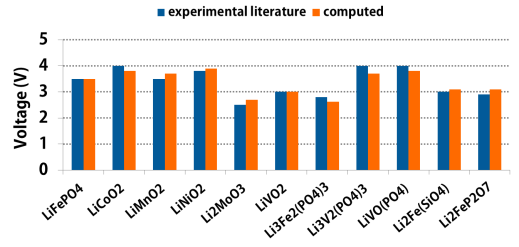 experimental literature computed
Voltage (V)
5
4
3
2
1
0
LiFePO4
LiCoO2
LiMnO2
LiNiO2
Li2MoO3
LiVO2
Li3Fe2(PO4)3
Li3V2(PO4)3
LiVO(PO4)
Li2Fe(SiO4)
Li2FeP2O7